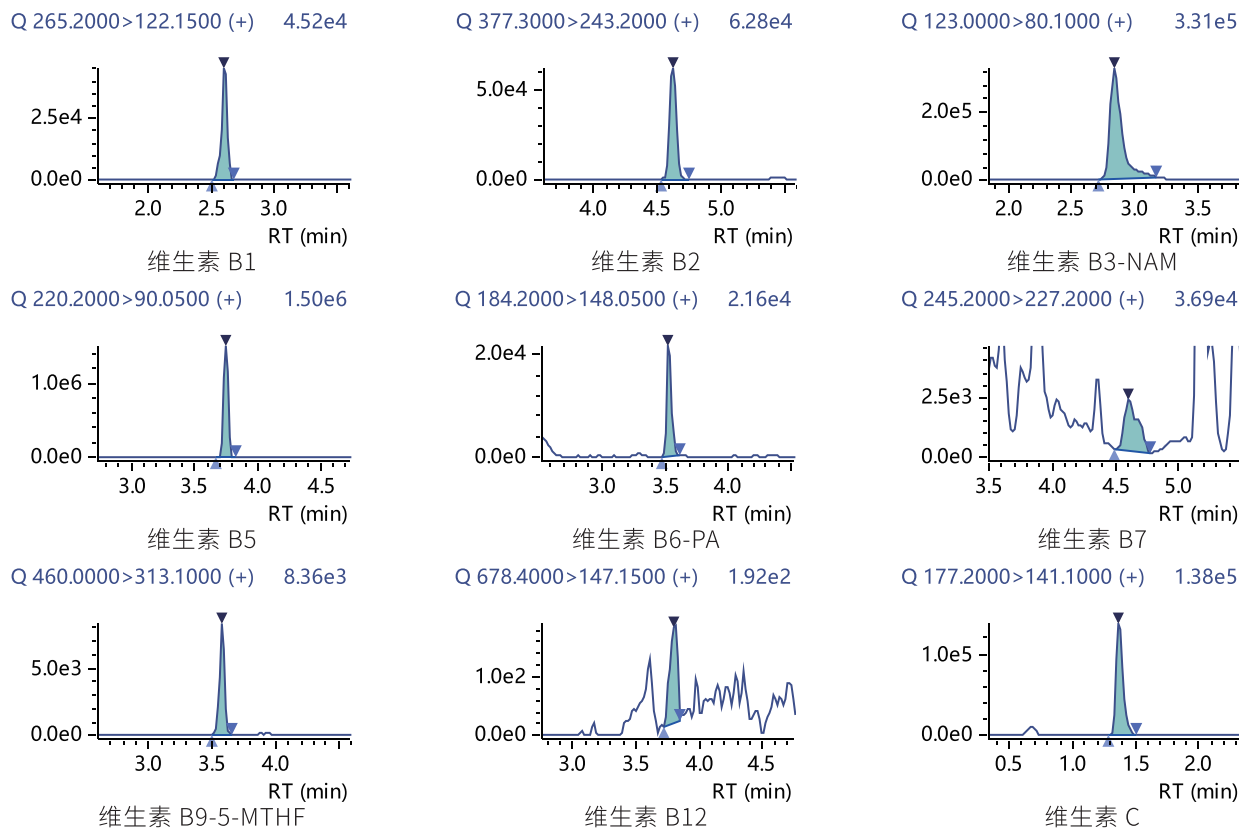 Q 265.2000>122.1500 (+) 4.52e4
2.5e4
0.0e0
2.0 2.5 3.0
RT (min)
维生素 B1
Q 377.3000>243.2000 (+) 6.28e4
5.0e4
0.0e0
4.0 4.5 5.0
RT (min)
维生素 B2
Q 123.0000>80.1000 (+) 3.31e5
2.0e5
0.0e0
2.0 2.5 3.0 3.5
RT (min)
维生素 B3-NAM
Q 220.2000>90.0500 (+) 1.50e6
1.0e6
0.0e0
3.0 3.5 4.0 4.5
RT (min)
维生素 B5
Q 184.2000>148.0500 (+) 2.16e4
2.0e4
0.0e0
3.0 3.5 4.0
RT (min)
维生素 B6-PA
Q 245.2000>227.2000 (+) 3.69e4
2.5e3
0.0e0
3.5 4.0 4.5 5.0
RT (min)
维生素 B7
Q 460.0000>313.1000 (+) 8.36e3
5.0e3
0.0e0
3.0 3.5 4.0
RT (min)
维生素 B9-5-MTHF
Q 678.4000>147.1500 (+) 1.92e2
1.0e2
0.0e0
3.0 3.5 4.0 4.5
RT (min)
维生素 B12
Q 177.2000>141.1000 (+) 1.38e5
1.0e5
0.0e0
0.5 1.0 1.5 2.0
RT (min)
维生素 C